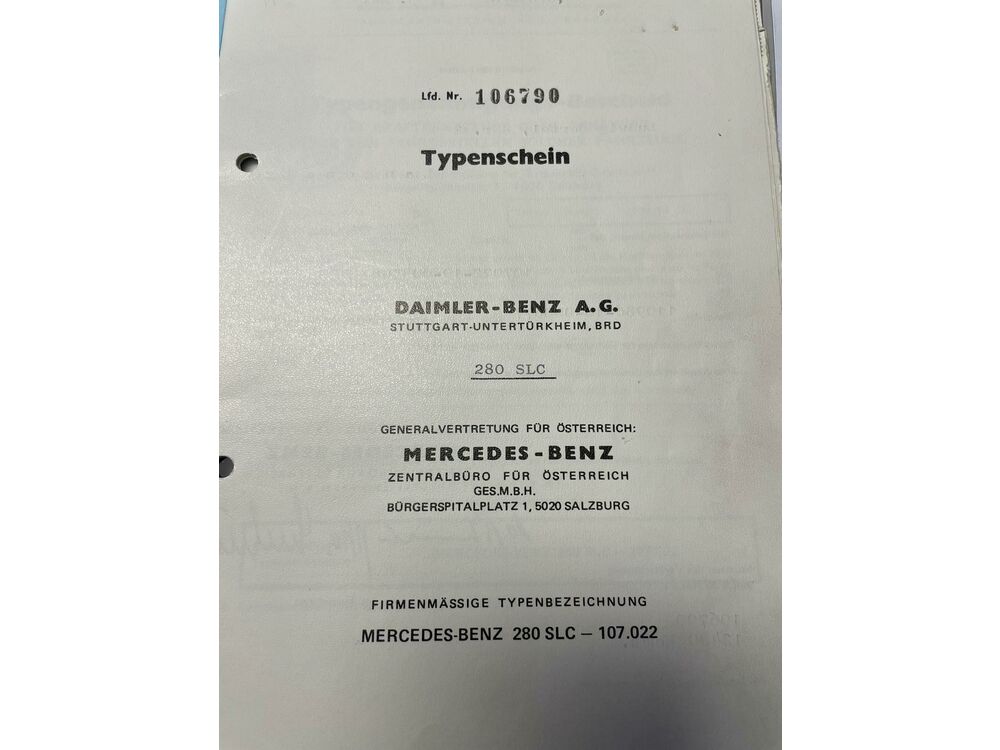 Lfd. Nr. 106790
Typenschein
DAIMLER-BENZ A.G.
STUTTGART-UNTERTÜRKHEIM, BRD
280 SLC
GENERALVERTRETUNG FÜR ÖSTERREICH:
MERCEDES-BENZ
ZENTRALBÜRO FÜR ÖSTERREICH
GES.M.B.H.
BÜRGERSPITALPLATZ 1, 5020 SALZBURG
FIRMENMÄSSIGE TYPENBEZEICHNUNG
MERCEDES-BENZ 280 SLC – 107.022